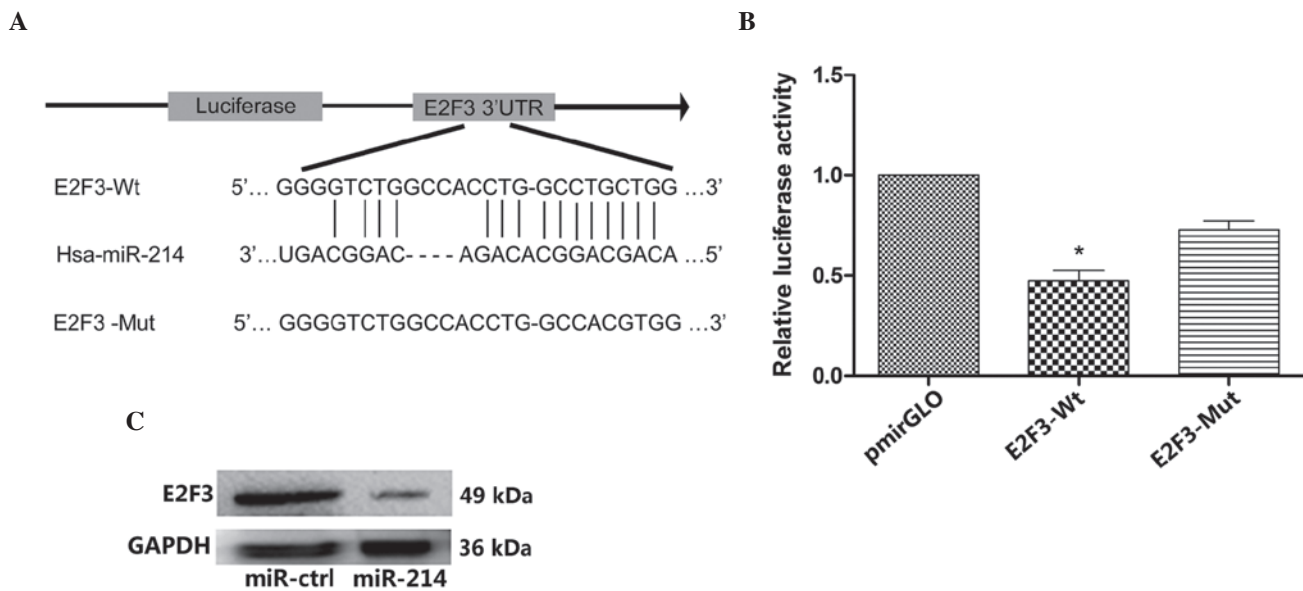 A
Luciferase
E2F3 3'UTR
E2F3-Wt 5'... GGGGTCTGGCCACCTG-GCCTGCTGG ...3'
Hsa-miR-214 3'...UGACGGAC----AGACACGGACGACA ...5'
E2F3 -Mut 5'... GGGGTCTGGCCACCTG-GCCACGTGG ...3'
B
Relative luciferase activity
1.5
1.0
0.5
0.0
*
pmirGLO
E2F3-Wt
E2F3-Mut
C
E2F3 49 kDa
GAPDH 36 kDa
miR-ctrl miR-214